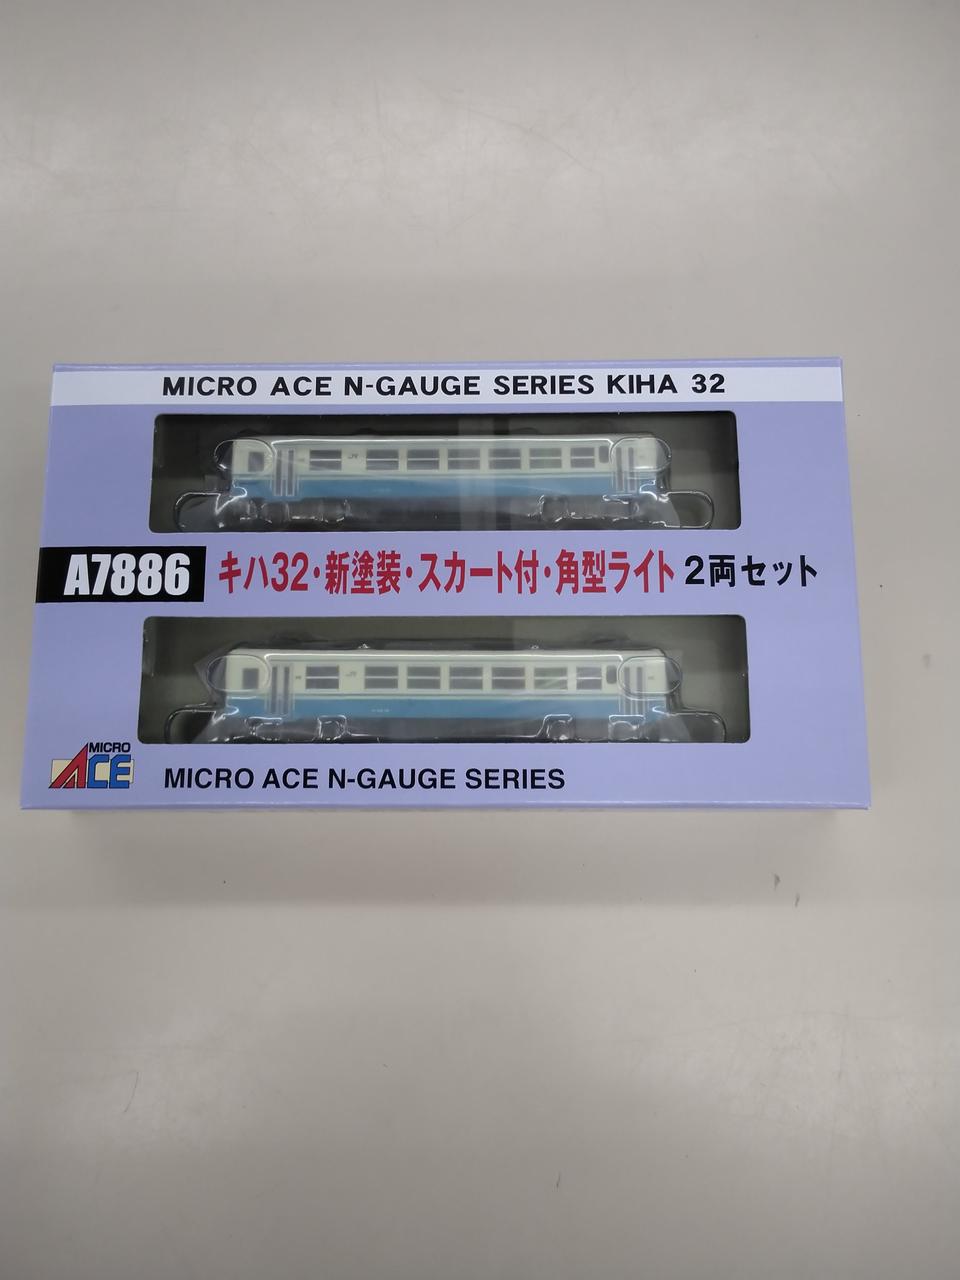 MICRO ACE N-GAUGE SERIES KIHA 32
A7886 キハ32・新塗装・スカート付・角型ライト 2両セット
MICRO
ACE
MICRO ACE N-GAUGE SERIES